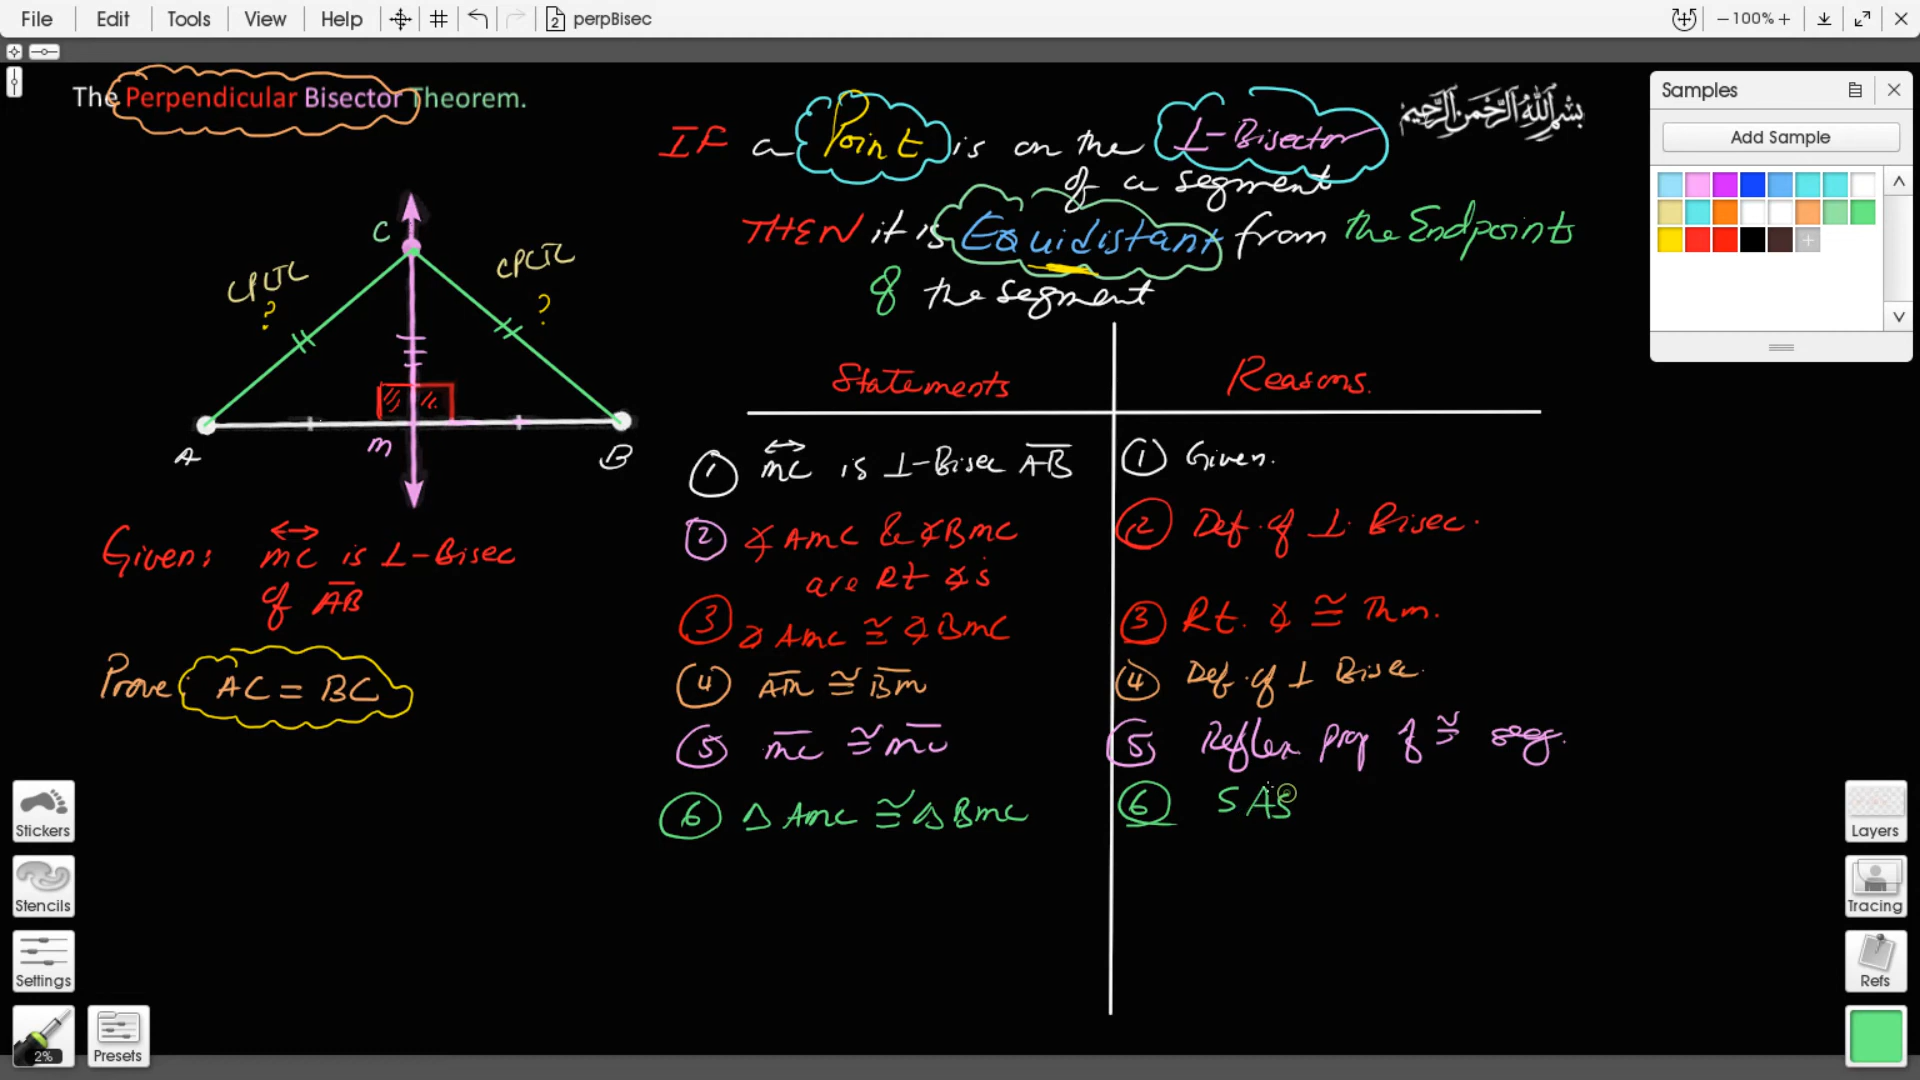 File Edit Tools View Help 2 perpBisec −100%+
The Perpendicular Bisector Theorem.
IF a Point is on the ⊥-Bisector
of a segment
THEN it is Equidistant from the Endpoints
of the segment
بسم الله الرحمن الرحيم
Samples
Add Sample
C
CPCTC
?
CPCTC
?
A
m
B
Given: mC is ⊥-Bisec
of AB
Prove AC = BC
Statements
Reasons.
① mC is ⊥-Bisec AB
① Given.
② ∡ AmC & ∡BmC
are Rt ∡s
② Def. of ⊥ Bisec.
③ ∡ AmC ≅ ∡ BmC
③ Rt. ∡ ≅ Thm.
④ Am ≅ Bm
④ Def. of ⊥ Bisec.
⑤ mC ≅ mC
⑤ Reflex prop of ≅ seg.
⑥ △ AmC ≅ △ BmC
⑥ SAS
Stickers
Stencils
Settings
2%
Presets
Layers
Tracing
Refs